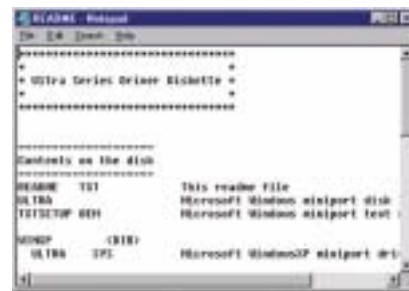 README - Notepad
File Edit Search Help
***********************************
* *
* Ultra Series Driver Diskette *
* *
***********************************
----------------------
Contents on the disk
----------------------
README TXT This readme file
ULTRA Microsoft Windows miniport disk
TXTSETUP OEM Microsoft Windows miniport text
WINXP (DIR)
ULTRA SYS Microsoft WindowsXP miniport dri